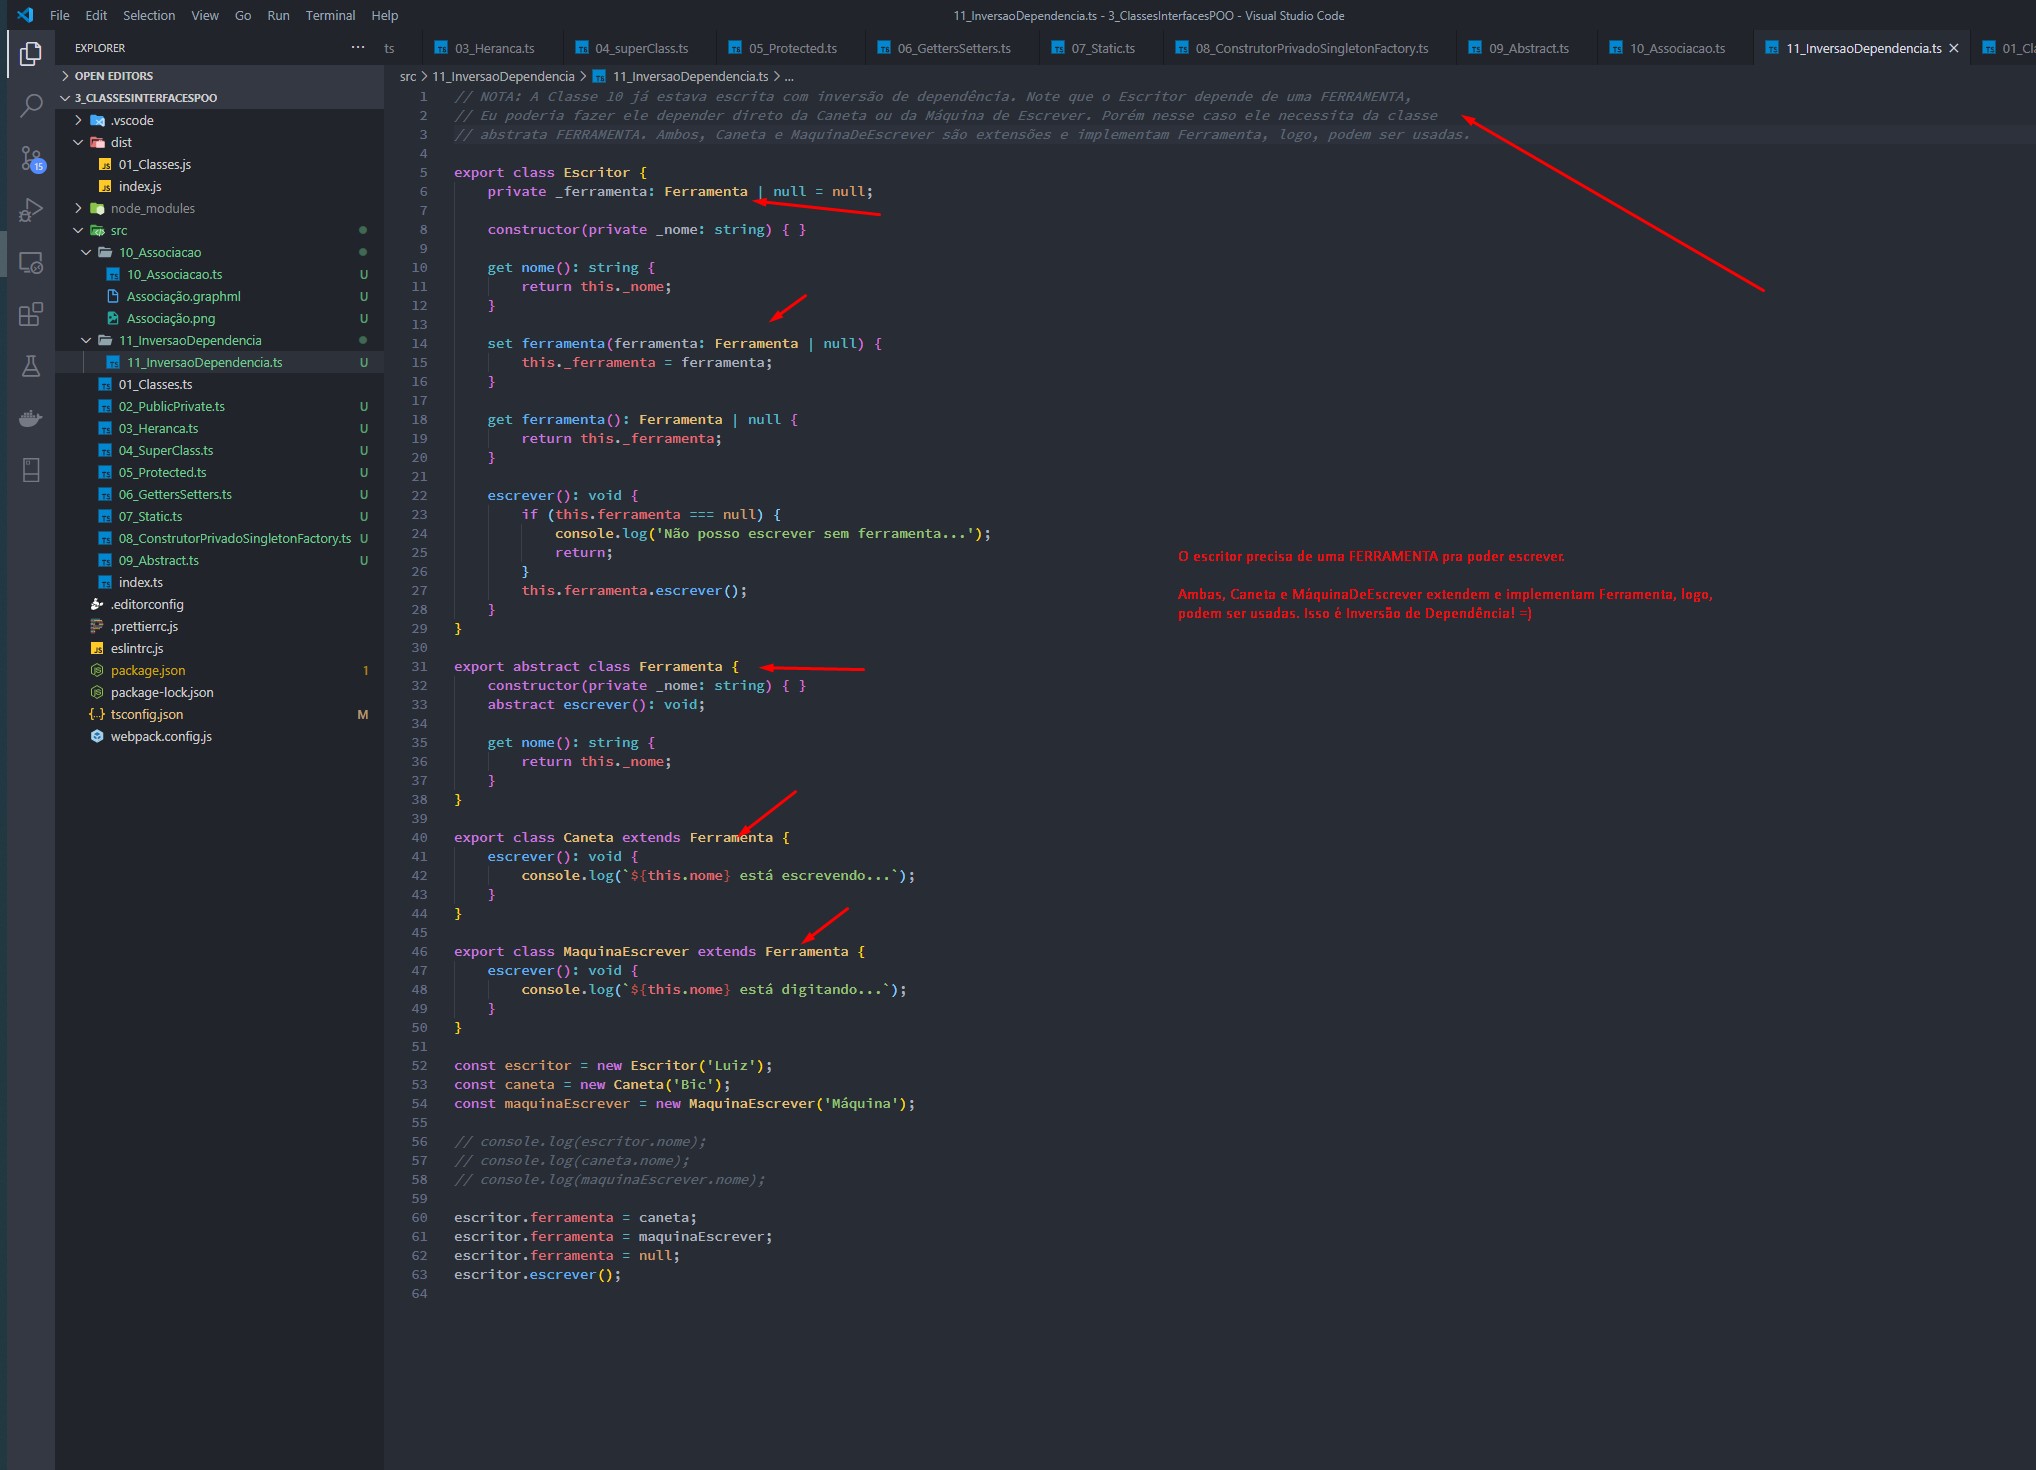 File Edit Selection View Go Run Terminal Help
11_InversaoDependencia.ts - 3_ClassesInterfacesPOO - Visual Studio Code
EXPLORER ...
OPEN EDITORS
3_CLASSESINTERFACESPOO
.vscode
dist
01_Classes.js
index.js
node_modules
src
10_Associacao
10_Associacao.ts U
Associação.graphml U
Associação.png U
11_InversaoDependencia
11_InversaoDependencia.ts U
01_Classes.ts
02_PublicPrivate.ts U
03_Heranca.ts U
04_SuperClass.ts U
05_Protected.ts U
06_GettersSetters.ts U
07_Static.ts U
08_ConstrutorPrivadoSingletonFactory.ts U
09_Abstract.ts U
index.ts
.editorconfig
.prettierrc.js
eslintrc.js
package.json 1
package-lock.json
tsconfig.json M
webpack.config.js
15
ts 03_Heranca.ts 04_superClass.ts 05_Protected.ts 06_GettersSetters.ts 07_Static.ts 08_ConstrutorPrivadoSingletonFactory.ts 09_Abstract.ts 10_Associacao.ts 11_InversaoDependencia.ts 01_Cl
src > 11_InversaoDependencia > 11_InversaoDependencia.ts > ...
1 // NOTA: A Classe 10 já estava escrita com inversão de dependência. Note que o Escritor depende de uma FERRAMENTA,
2 // Eu poderia fazer ele depender direto da Caneta ou da Máquina de Escrever. Porém nesse caso ele necessita da classe
3 // abstrata FERRAMENTA. Ambos, Caneta e MaquinaDeEscrever são extensões e implementam Ferramenta, logo, podem ser usadas.
4
5 export class Escritor {
6 private _ferramenta: Ferramenta | null = null;
7
8 constructor(private _nome: string) { }
9
10 get nome(): string {
11 return this._nome;
12 }
13
14 set ferramenta(ferramenta: Ferramenta | null) {
15 this._ferramenta = ferramenta;
16 }
17
18 get ferramenta(): Ferramenta | null {
19 return this._ferramenta;
20 }
21
22 escrever(): void {
23 if (this.ferramenta === null) {
24 console.log('Não posso escrever sem ferramenta...');
25 return;
26 }
27 this.ferramenta.escrever();
28 }
29 }
30
31 export abstract class Ferramenta {
32 constructor(private _nome: string) { }
33 abstract escrever(): void;
34
35 get nome(): string {
36 return this._nome;
37 }
38 }
39
40 export class Caneta extends Ferramenta {
41 escrever(): void {
42 console.log(`${this.nome} está escrevendo...`);
43 }
44 }
45
46 export class MaquinaEscrever extends Ferramenta {
47 escrever(): void {
48 console.log(`${this.nome} está digitando...`);
49 }
50 }
51
52 const escritor = new Escritor('Luiz');
53 const caneta = new Caneta('Bic');
54 const maquinaEscrever = new MaquinaEscrever('Máquina');
55
56 // console.log(escritor.nome);
57 // console.log(caneta.nome);
58 // console.log(maquinaEscrever.nome);
59
60 escritor.ferramenta = caneta;
61 escritor.ferramenta = maquinaEscrever;
62 escritor.ferramenta = null;
63 escritor.escrever();
64
O escritor precisa de uma FERRAMENTA pra poder escrever.
Ambas, Caneta e MáquinaDeEscrever extendem e implementam Ferramenta, logo,
podem ser usadas. Isso é Inversão de Dependência! =)